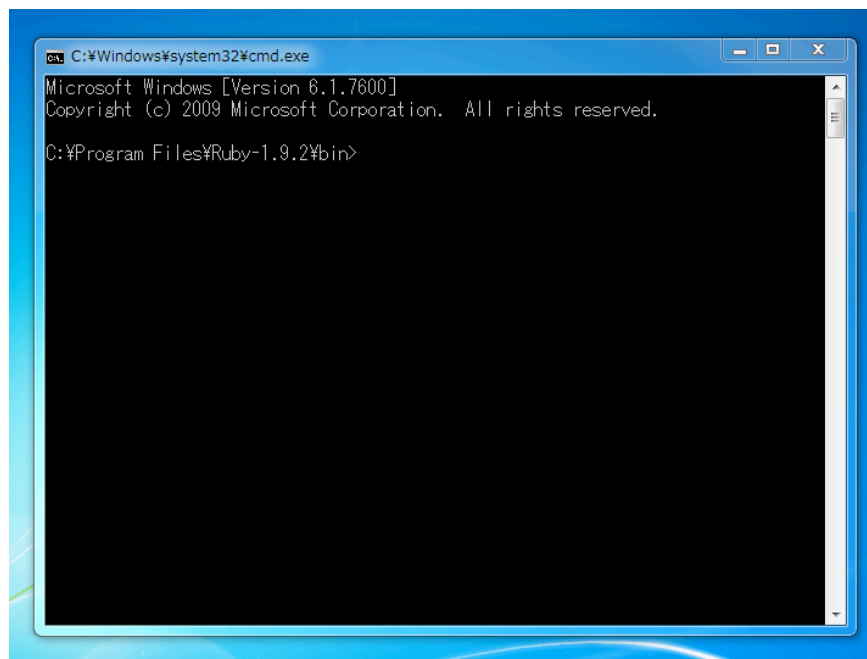 C:¥Windows¥system32¥cmd.exe
Microsoft Windows [Version 6.1.7600]
Copyright (c) 2009 Microsoft Corporation.  All rights reserved.
C:¥Program Files¥Ruby-1.9.2¥bin>